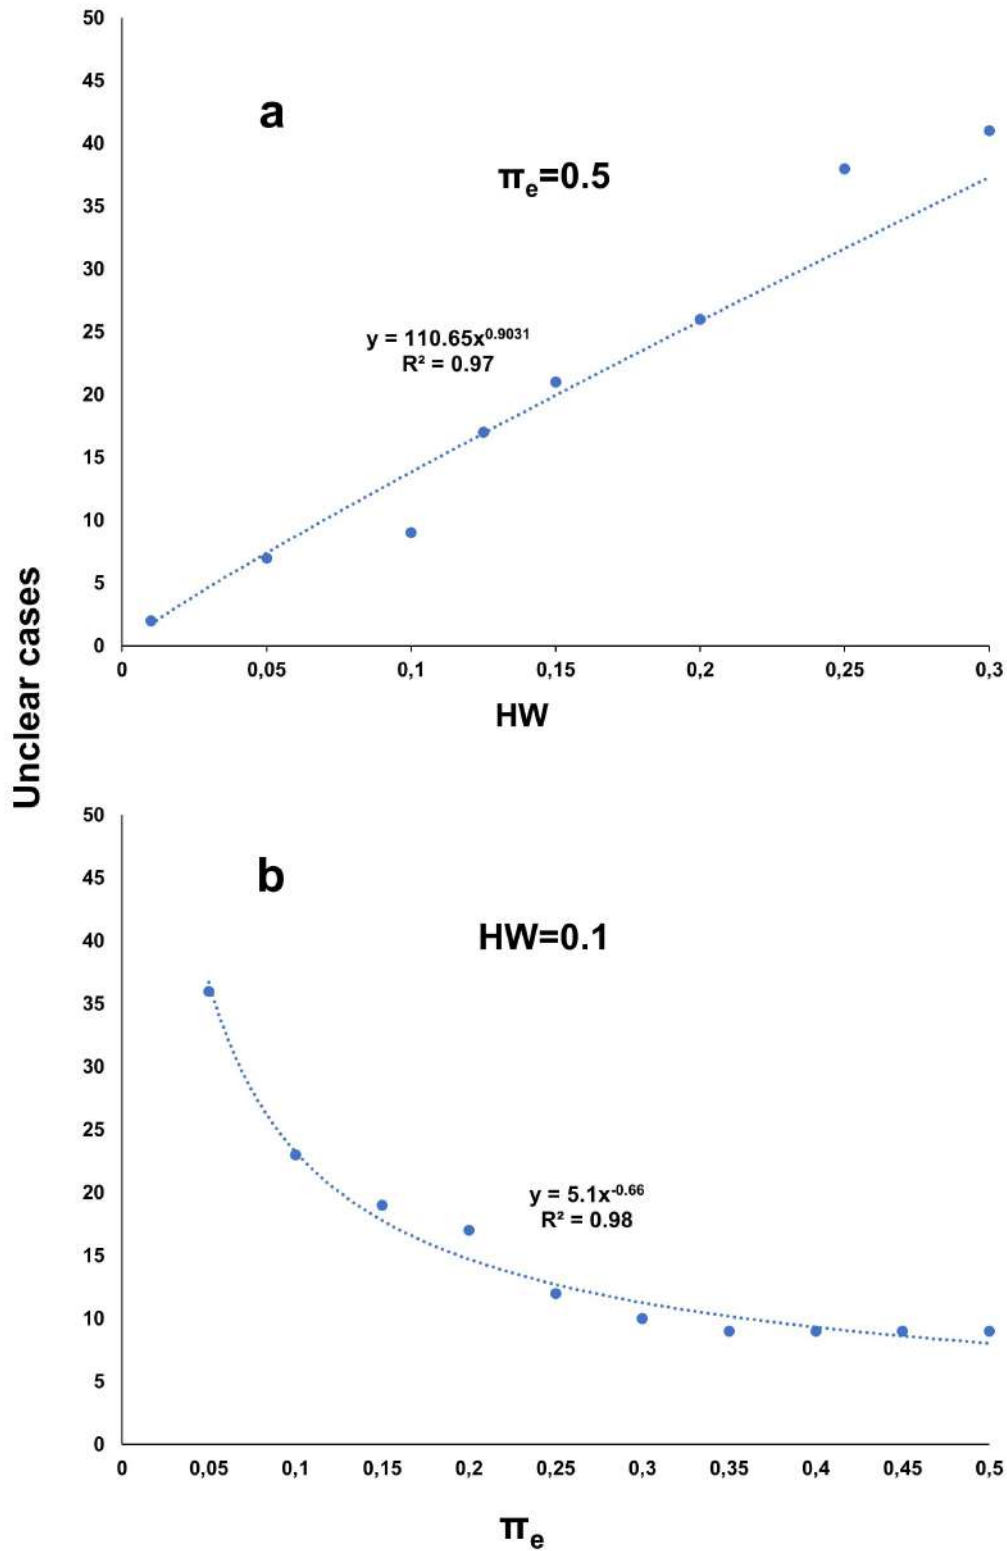 50
45
a
40
πe=0.5
35
30
25
y = 110.65x^0.9031
R² = 0.97
20
15
10
5
0
0 0,05 0,1 0,15 0,2 0,25 0,3
HW
Unclear cases
50
45
b
40
HW=0.1
35
30
25
20
y = 5.1x^-0.66
R² = 0.98
15
10
5
0
0 0,05 0,1 0,15 0,2 0,25 0,3 0,35 0,4 0,45 0,5
πe